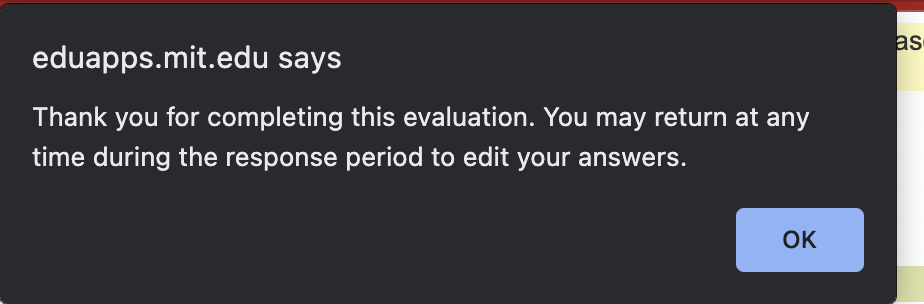 eduapps.mit.edu says
Thank you for completing this evaluation. You may return at any
time during the response period to edit your answers.
OK